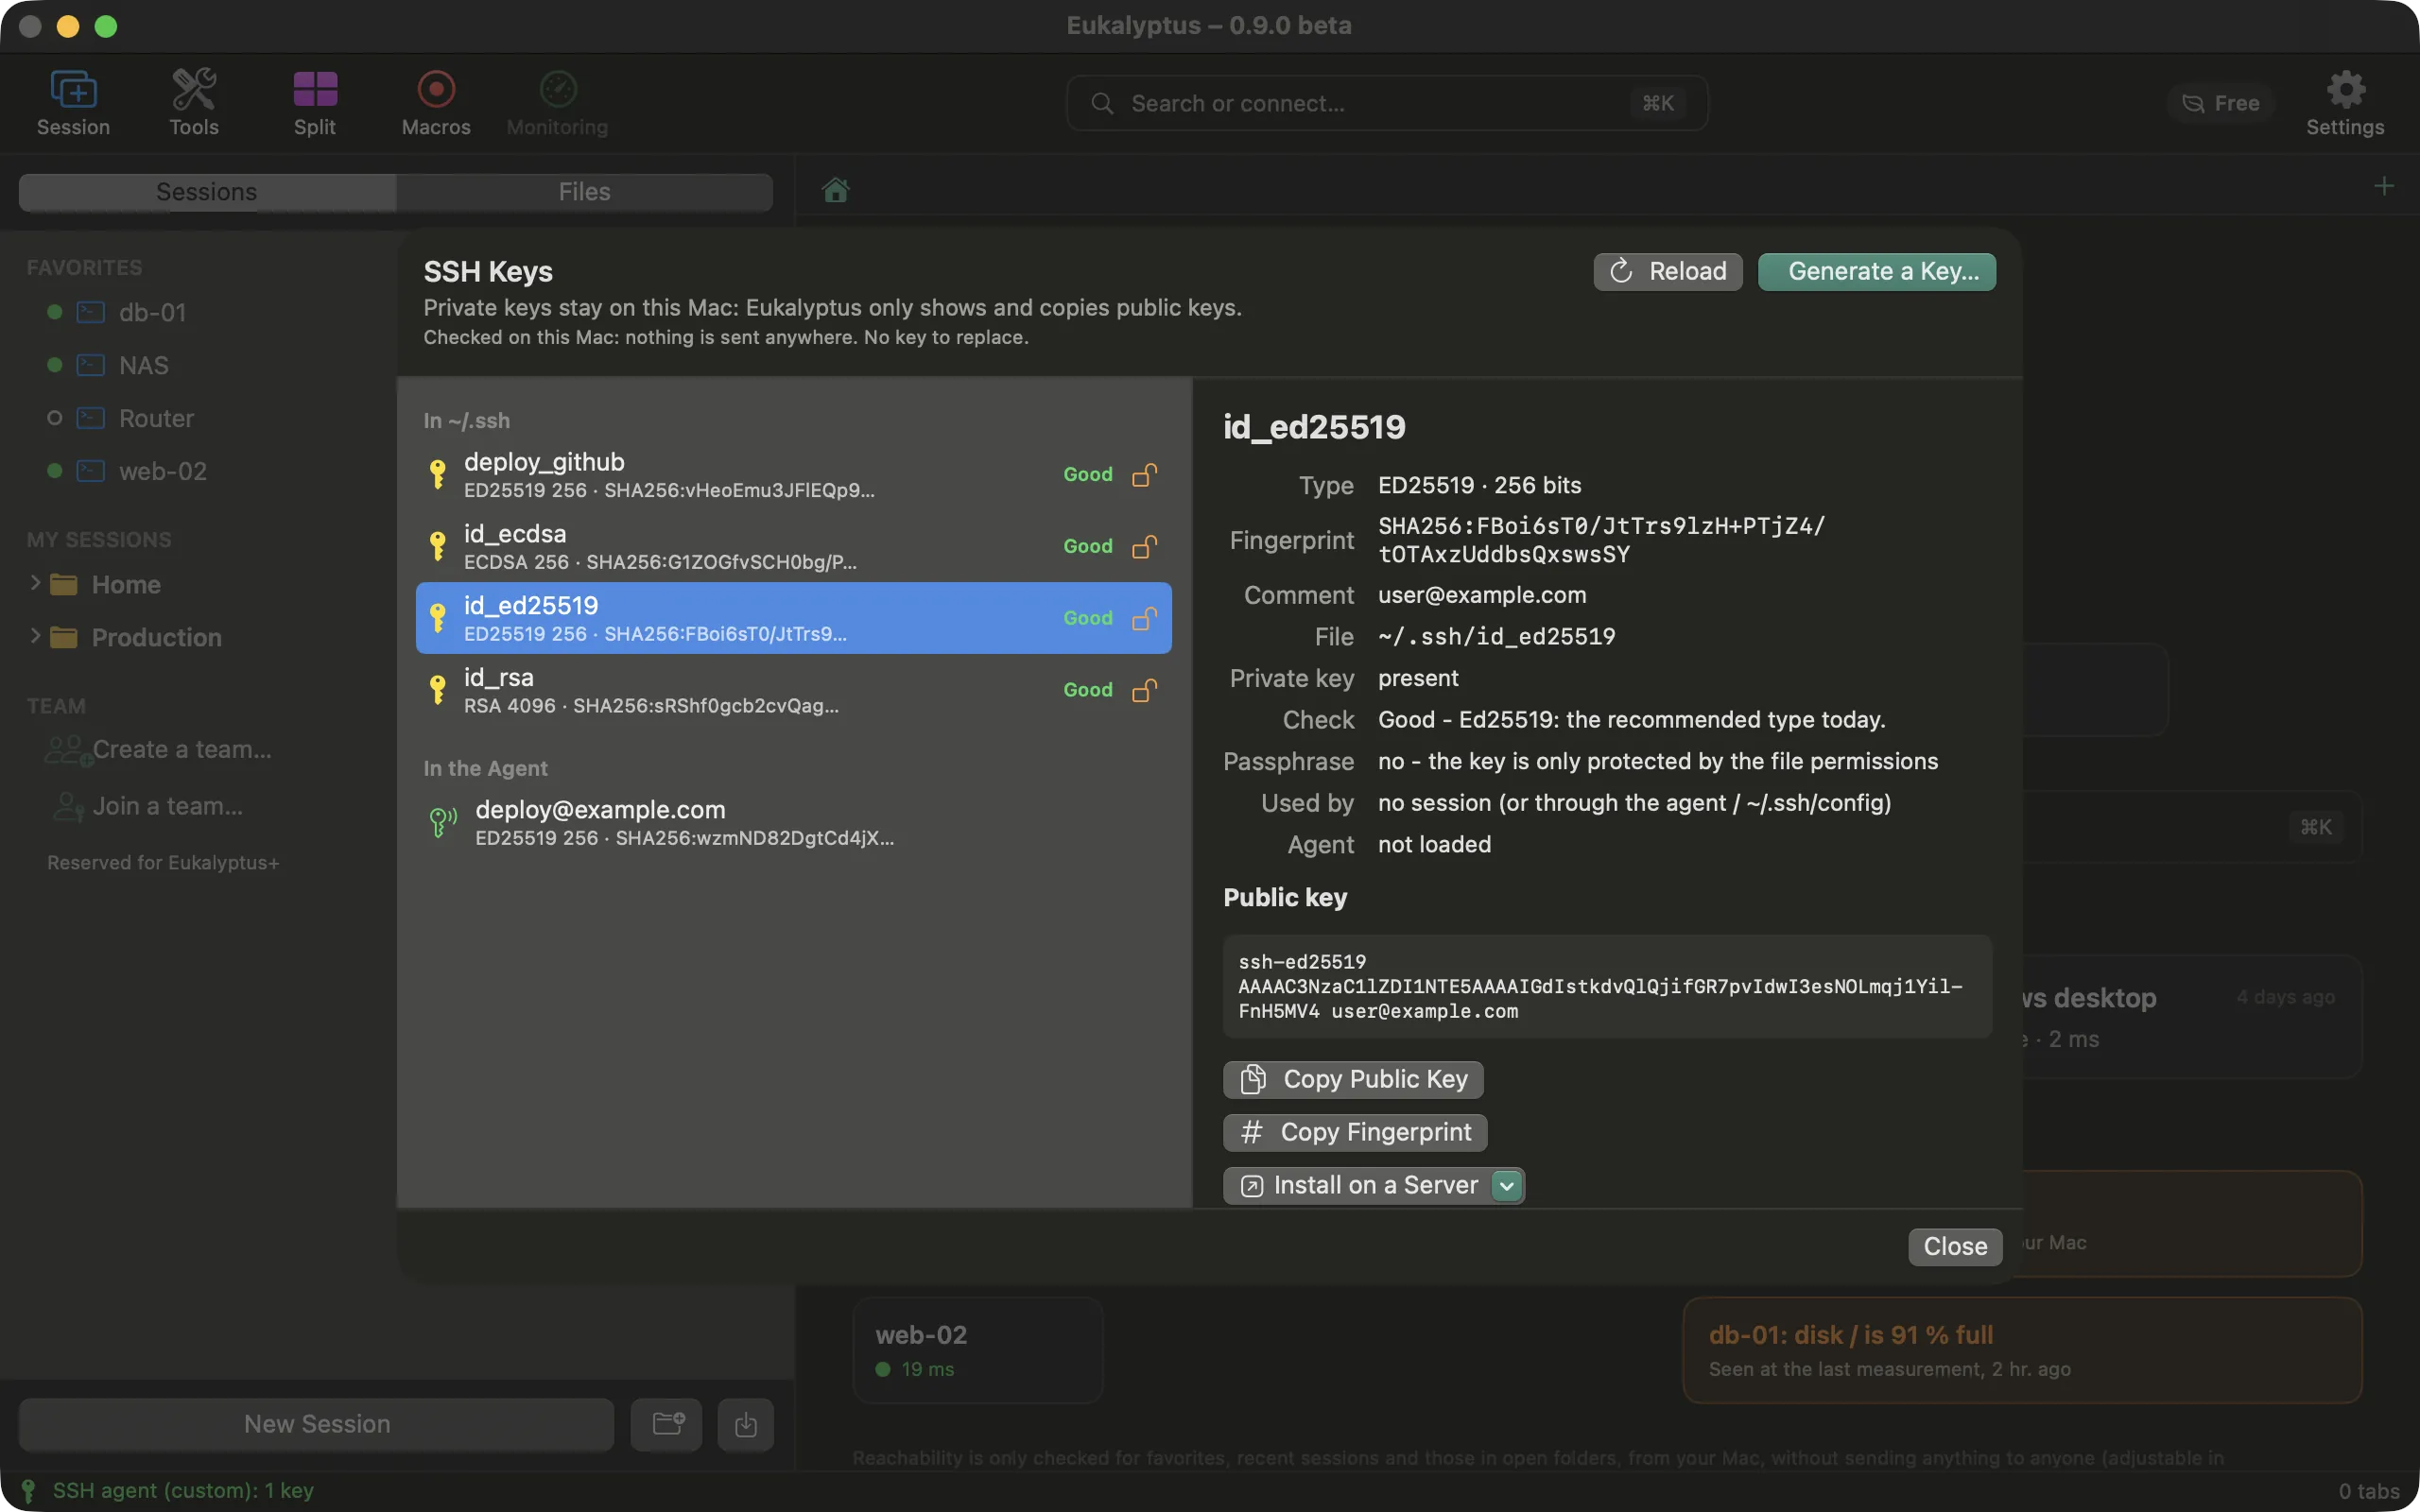 Eukalyptus – 0.9.0 beta
Session
Tools
Split
Macros
Monitoring
Search or connect...
⌘K
Free
Settings
Sessions
Files
FAVORITES
db-01
NAS
Router
web-02
MY SESSIONS
Home
Production
TEAM
Create a team...
Join a team...
Reserved for Eukalyptus+
SSH Keys
Private keys stay on this Mac: Eukalyptus only shows and copies public keys.
Checked on this Mac: nothing is sent anywhere. No key to replace.
Reload
Generate a Key...
In ~/.ssh
deploy_github
ED25519 256 · SHA256:vHeoEmu3JFlEQp9...
Good
id_ecdsa
ECDSA 256 · SHA256:G1ZOGfvSCH0bg/P...
Good
id_ed25519
ED25519 256 · SHA256:FBoi6sT0/JtTrs9...
Good
id_rsa
RSA 4096 · SHA256:sRShf0gcb2cvQag...
Good
In the Agent
deploy@example.com
ED25519 256 · SHA256:wzmND82DgtCd4jX...
id_ed25519
Type ED25519 · 256 bits
Fingerprint SHA256:FBoi6sT0/JtTrs9lzH+PTjZ4/
tOTAxzUddbsQxswsSY
Comment user@example.com
File ~/.ssh/id_ed25519
Private key present
Check Good - Ed25519: the recommended type today.
Passphrase no - the key is only protected by the file permissions
Used by no session (or through the agent / ~/.ssh/config)
Agent not loaded
Public key
ssh-ed25519
AAAAC3NzaC1lZDI1NTE5AAAAIGdIstkdvQlQjifGR7pvIdwI3esNOLmqj1Yil-
FnH5MV4 user@example.com
Copy Public Key
Copy Fingerprint
Install on a Server
Close
⌘K
ws desktop
4 days ago
e · 2 ms
our Mac
web-02
19 ms
db-01: disk / is 91 % full
Seen at the last measurement, 2 hr. ago
Reachability is only checked for favorites, recent sessions and those in open folders, from your Mac, without sending anything to anyone (adjustable in
New Session
SSH agent (custom): 1 key
0 tabs